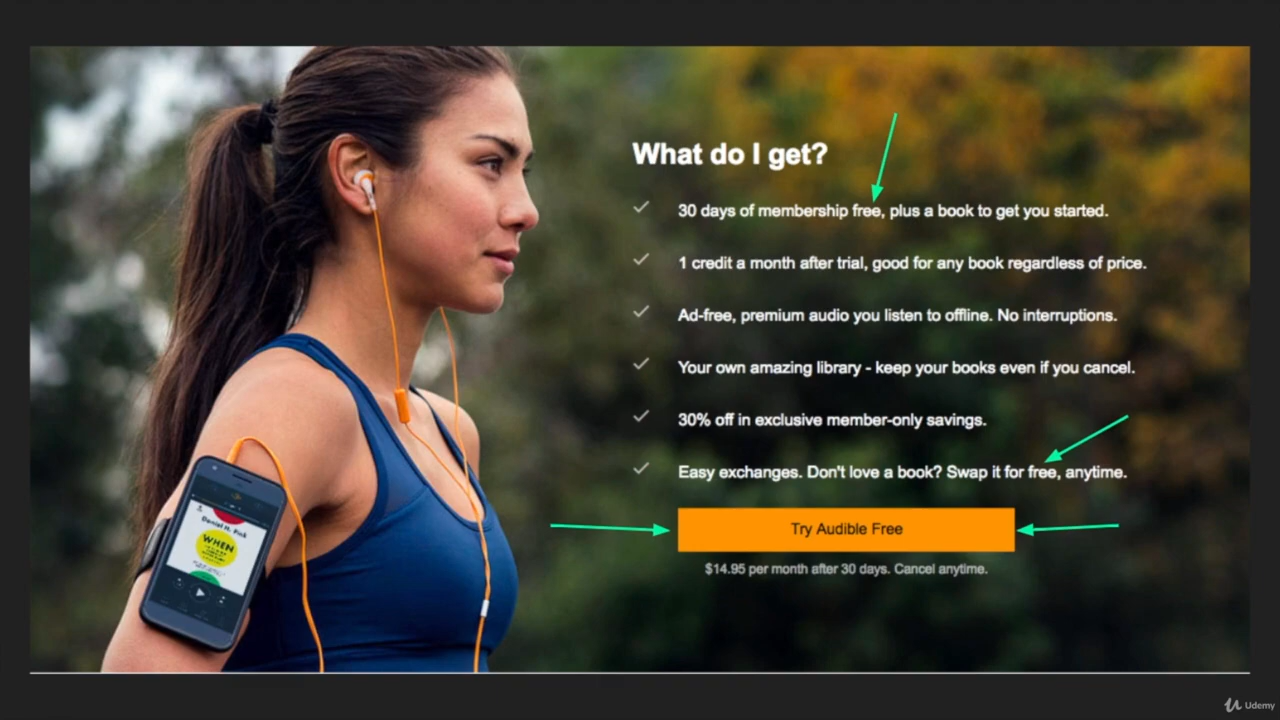 What do I get?
30 days of membership free, plus a book to get you started.
1 credit a month after trial, good for any book regardless of price.
Ad-free, premium audio you listen to offline. No interruptions.
Your own amazing library - keep your books even if you cancel.
30% off in exclusive member-only savings.
Easy exchanges. Don't love a book? Swap it for free, anytime.
Try Audible Free
$14.95 per month after 30 days. Cancel anytime.
Daniel H. Pink
WHEN
Udemy